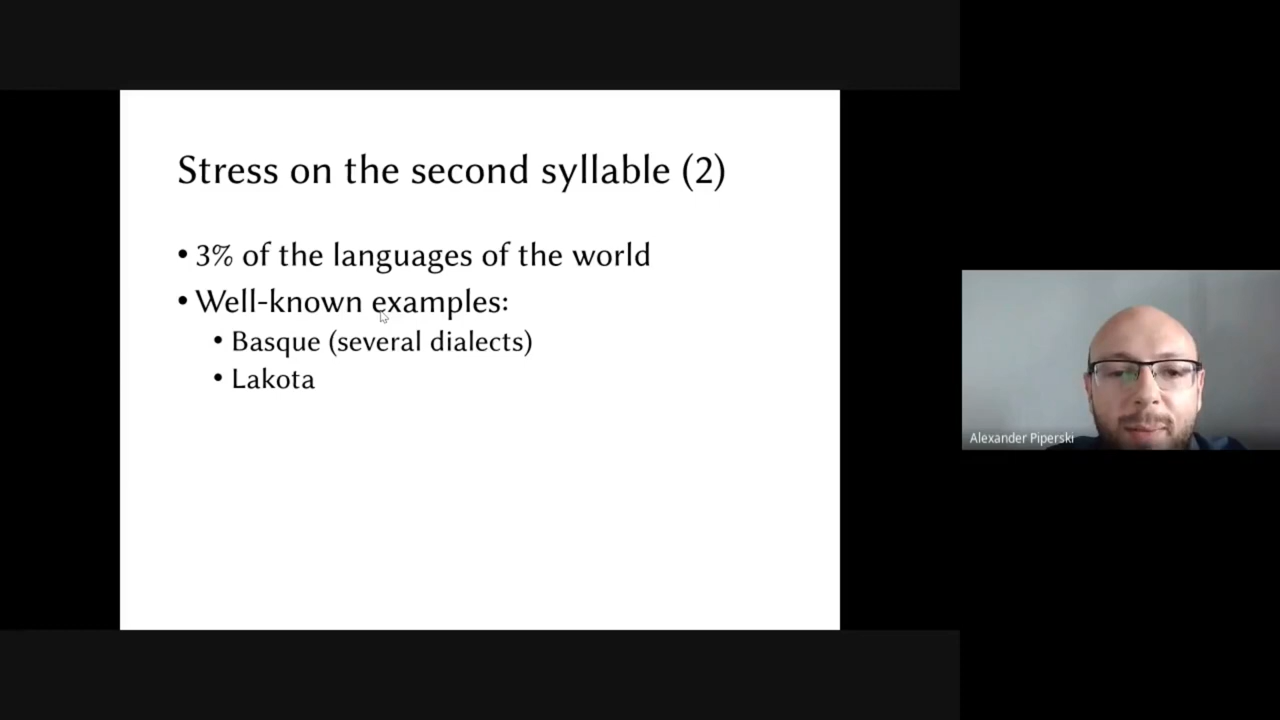 Stress on the second syllable (2)
• 3% of the languages of the world
• Well-known examples:
• Basque (several dialects)
• Lakota
Alexander Piperski